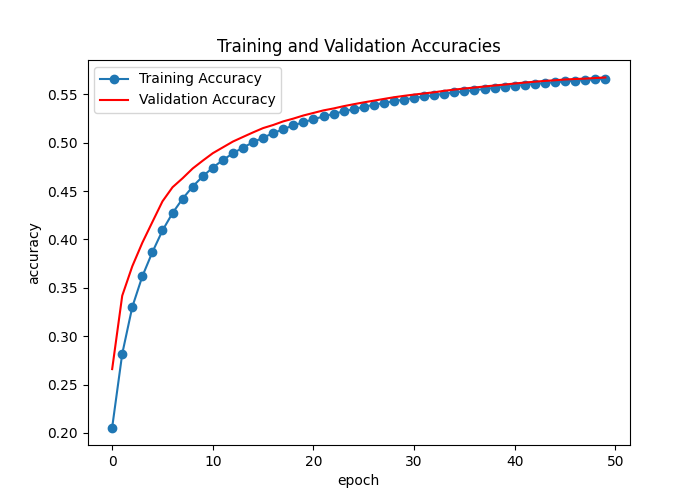 Training and Validation Accuracies
Training Accuracy
Validation Accuracy
accuracy
0.55
0.50
0.45
0.40
0.35
0.30
0.25
0.20
0 10 20 30 40 50
epoch